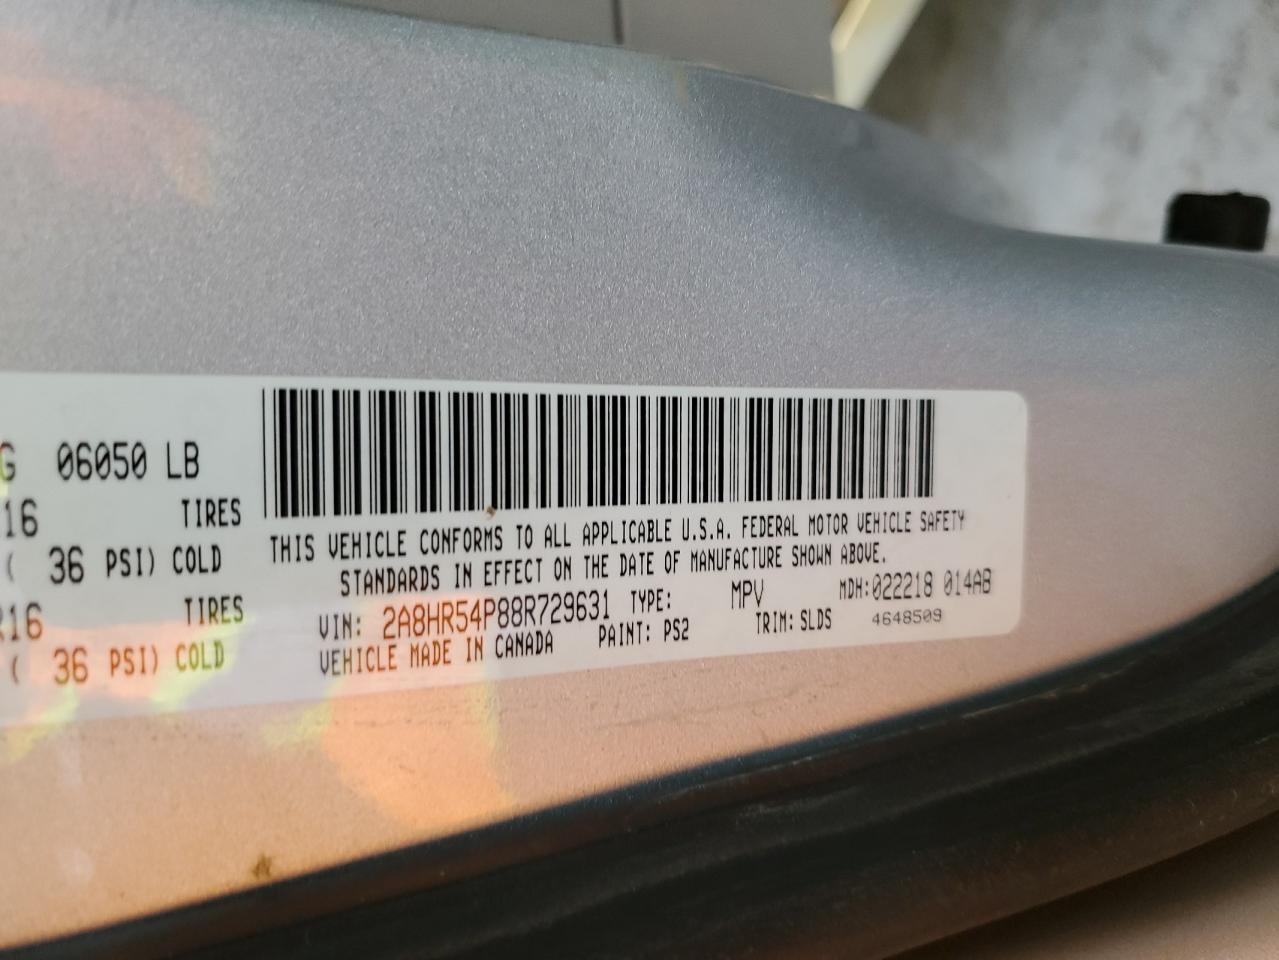 G 06050 LB
16 TIRES
( 36 PSI) COLD
R16 TIRES
( 36 PSI) COLD
THIS VEHICLE CONFORMS TO ALL APPLICABLE U.S.A. FEDERAL MOTOR VEHICLE SAFETY
STANDARDS IN EFFECT ON THE DATE OF MANUFACTURE SHOWN ABOVE.
VIN: 2A8HR54P88R729631 TYPE: MPV MDH:022218 014AB
VEHICLE MADE IN CANADA PAINT: PS2 TRIM: SLDS 4648509